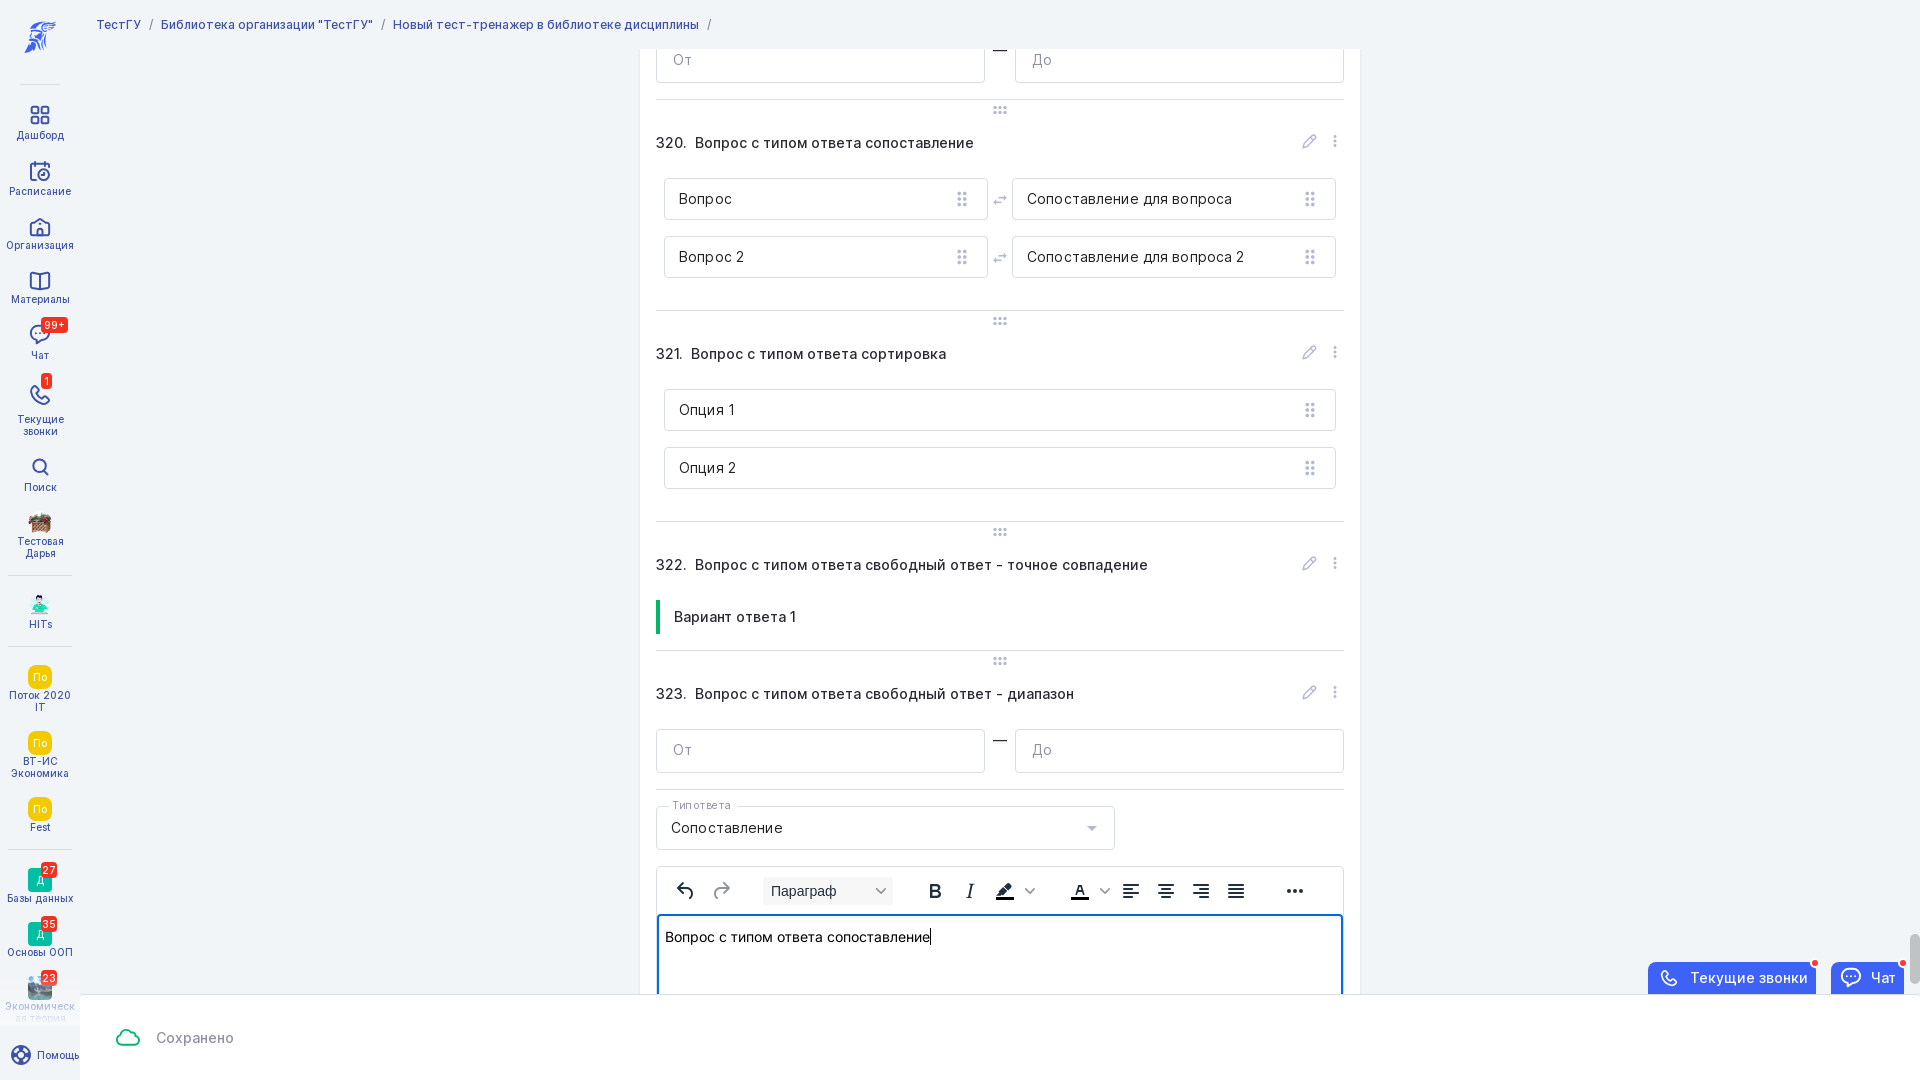 ТестГУ / Библиотека организации "ТестГУ" / Новый тест-тренажер в библиотеке дисциплины /
Дашборд
Расписание
Организация
Материалы
99+
Чат
1
Текущие
звонки
Поиск
Тестовая
Дарья
HITs
По
Поток 2020
IT
По
ВТ-ИС
Экономика
По
Fest
27
Д
Базы данных
35
Д
Основы ООП
23
Экономическ
ая теория
Помощь
От — До
320. Вопрос с типом ответа сопоставление
Вопрос Сопоставление для вопроса
Вопрос 2 Сопоставление для вопроса 2
321. Вопрос с типом ответа сортировка
Опция 1
Опция 2
322. Вопрос с типом ответа свободный ответ - точное совпадение
Вариант ответа 1
323. Вопрос с типом ответа свободный ответ - диапазон
От — До
Тип ответа
Сопоставление
Параграф B I A
Вопрос с типом ответа сопоставление
Текущие звонки Чат
Сохранено